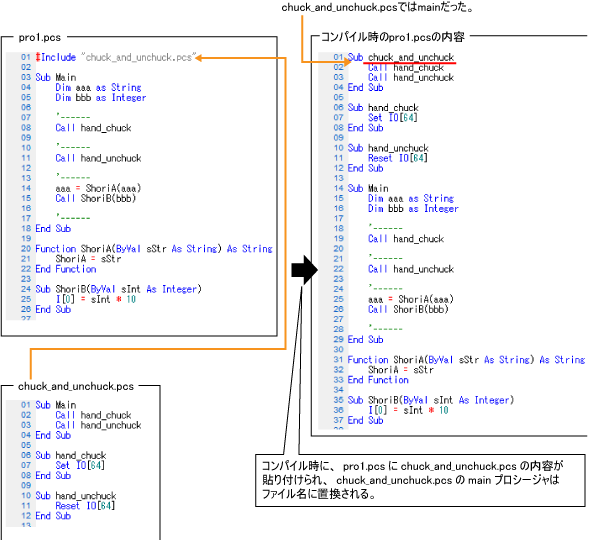 chuck_and_unchuck.pcsではmainだった。
pro1.pcs
01 #Include "chuck_and_unchuck.pcs"
02
03 Sub Main
04 Dim aaa as String
05 Dim bbb as Integer
06
07 '------
08 Call hand_chuck
09
10 '------
11 Call hand_unchuck
12
13 '------
14 aaa = ShoriA(aaa)
15 Call ShoriB(bbb)
16
17 '------
18 End Sub
19
20 Function ShoriA(ByVal sStr As String) As String
21 ShoriA = sStr
22 End Function
23
24 Sub ShoriB(ByVal sInt As Integer)
25 I[0] = sInt * 10
26 End Sub
27
chuck_and_unchuck.pcs
01 Sub Main
02 Call hand_chuck
03 Call hand_unchuck
04 End Sub
05
06 Sub hand_chuck
07 Set IO[64]
08 End Sub
09
10 Sub hand_unchuck
11 Reset IO[64]
12 End Sub
13
コンパイル時のpro1.pcsの内容
01 Sub chuck_and_unchuck
02 Call hand_chuck
03 Call hand_unchuck
04 End Sub
05
06 Sub hand_chuck
07 Set IO[64]
08 End Sub
09
10 Sub hand_unchuck
11 Reset IO[64]
12 End Sub
13
14 Sub Main
15 Dim aaa as String
16 Dim bbb as Integer
17
18 '------
19 Call hand_chuck
20
21 '------
22 Call hand_unchuck
23
24 '------
25 aaa = ShoriA(aaa)
26 Call ShoriB(bbb)
27
28 '------
29 End Sub
30
31 Function ShoriA(ByVal sStr As String) As String
32 ShoriA = sStr
33 End Function
34
35 Sub ShoriB(ByVal sInt As Integer)
36 I[0] = sInt * 10
37 End Sub
コンパイル時に、 pro1.pcs に chuck_and_unchuck.pcs の内容が
貼り付けられ、 chuck_and_unchuck.pcs の main プロシージャは
ファイル名に置換される。